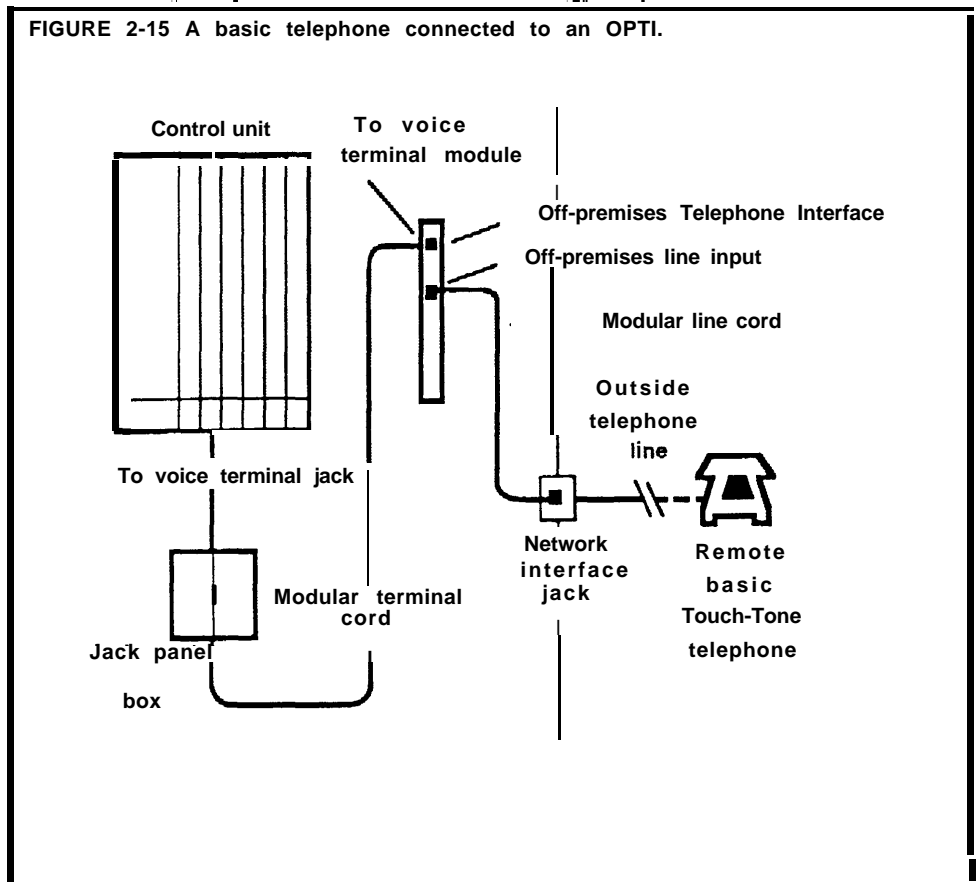 FIGURE 2-15 A basic telephone connected to an OPTI.
Control unit
To voice
terminal module
Off-premises Telephone Interface
Off-premises line input
Modular line cord
Outside
telephone
line
To voice terminal jack
Network
interface
jack
Remote
basic
Touch-Tone
telephone
Modular terminal
cord
Jack panel
box